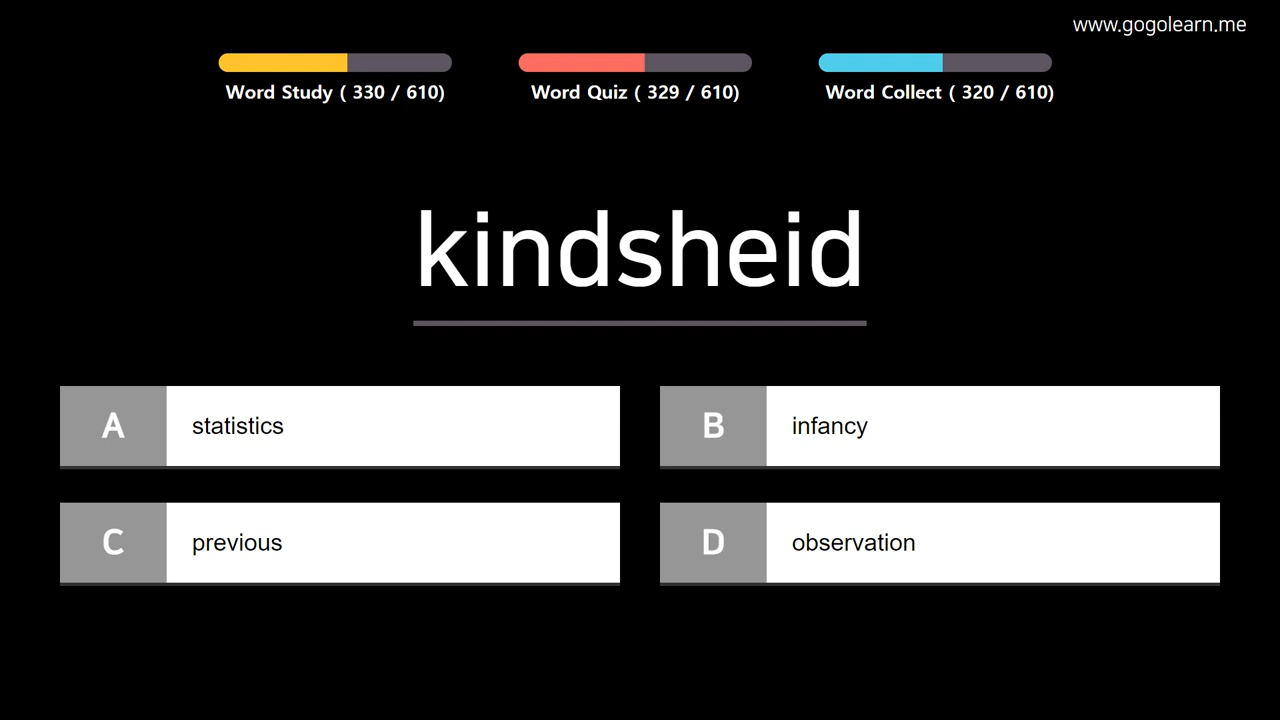 www.gogolearn.me
Word Study ( 330 / 610)
Word Quiz ( 329 / 610)
Word Collect ( 320 / 610)
kindsheid
A statistics
B infancy
C previous
D observation